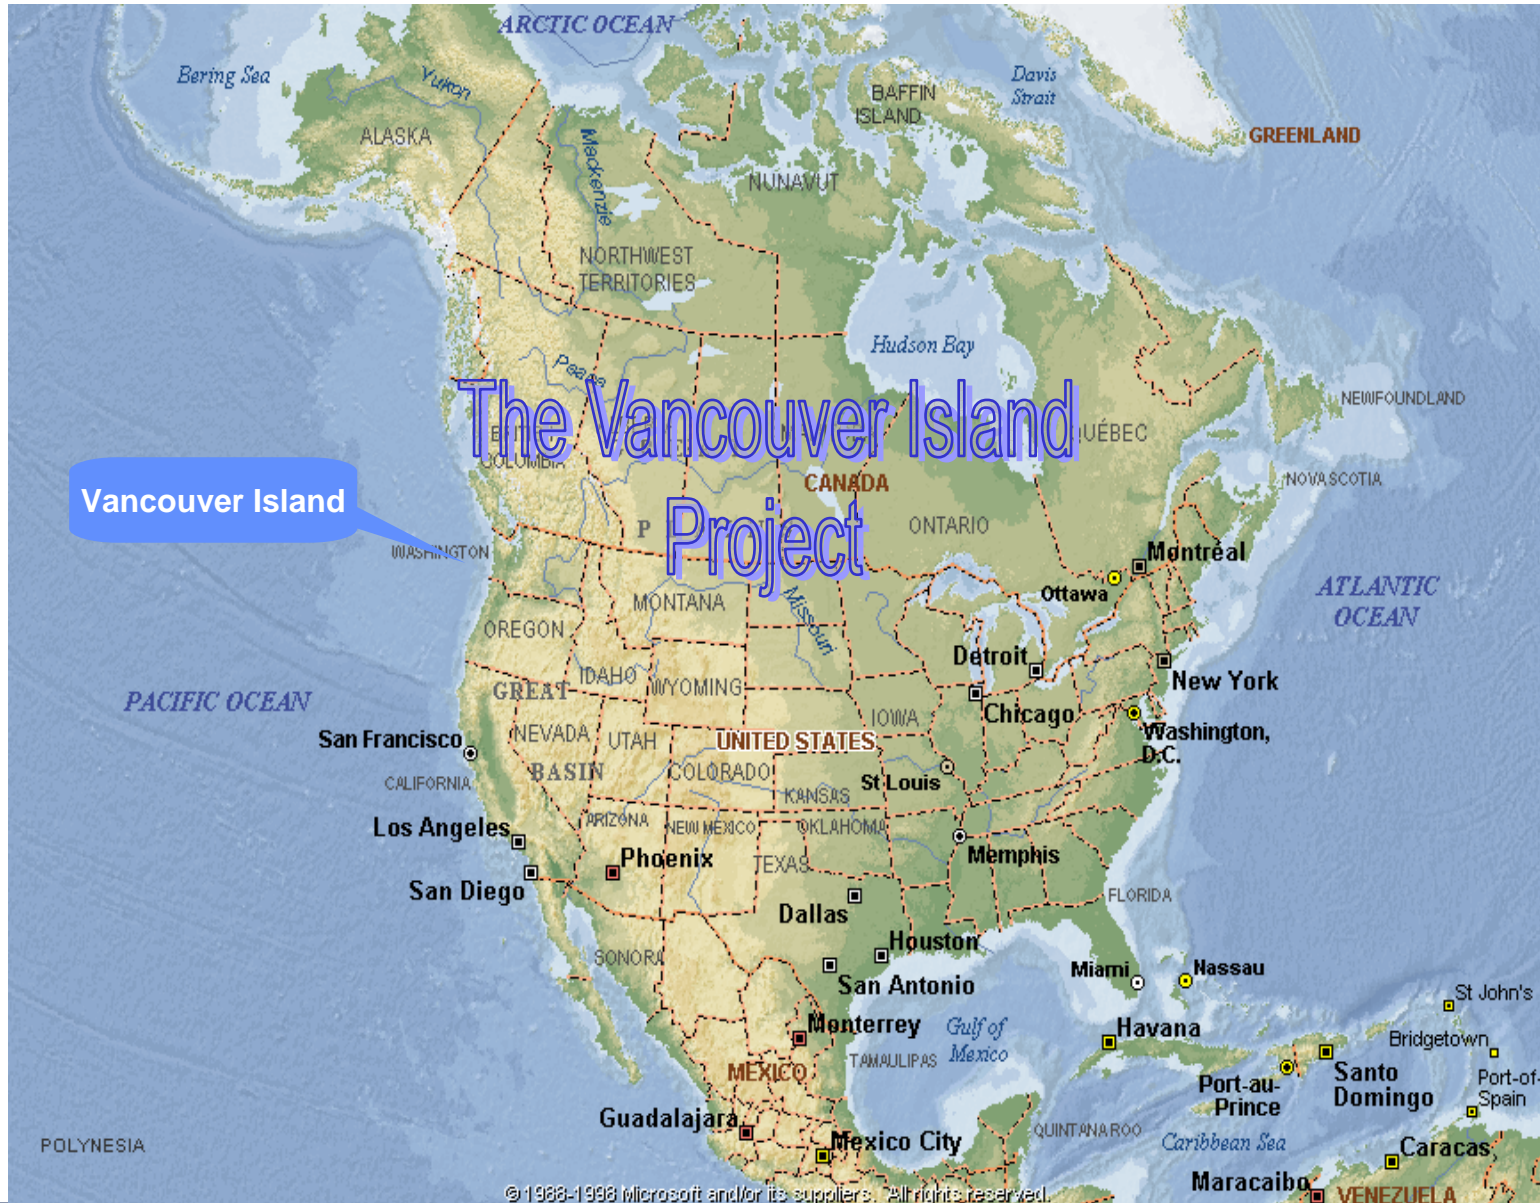 ARCTIC OCEAN
Bering Sea
Yukon
Davis
Strait
BAFFIN
ISLAND
ALASKA
Mackenzie
GREENLAND
NUNAVUT
NORTHWEST
TERRITORIES
Hudson Bay
Peace
The Vancouver Island
Project
NEWFOUNDLAND
QUÉBEC
COLUMBIA
CANADA
NOVA SCOTIA
Vancouver Island
ONTARIO
WASHINGTON
Montréal
Ottawa
ATLANTIC
OCEAN
MONTANA
Missouri
OREGON
Detroit
IDAHO
WYOMING
New York
GREAT
BASIN
PACIFIC OCEAN
Chicago
IOWA
Washington,
D.C.
San Francisco
NEVADA
UTAH
UNITED STATES
CALIFORNIA
COLORADO
St Louis
KANSAS
Los Angeles
ARIZONA
NEW MEXICO
OKLAHOMA
Phoenix
TEXAS
Memphis
San Diego
Dallas
FLORIDA
Houston
SONORA
San Antonio
Miami
Nassau
St John's
Monterrey
Gulf of
Mexico
Havana
Bridgetown
TAMAULIPAS
MEXICO
Port-au-
Prince
Santo
Domingo
Port-of-
Spain
Guadalajara
Mexico City
QUINTANA ROO
Caribbean Sea
Caracas
POLYNESIA
Maracaibo
VENEZUELA
© 1988-1998 Microsoft and/or its suppliers. All rights reserved.